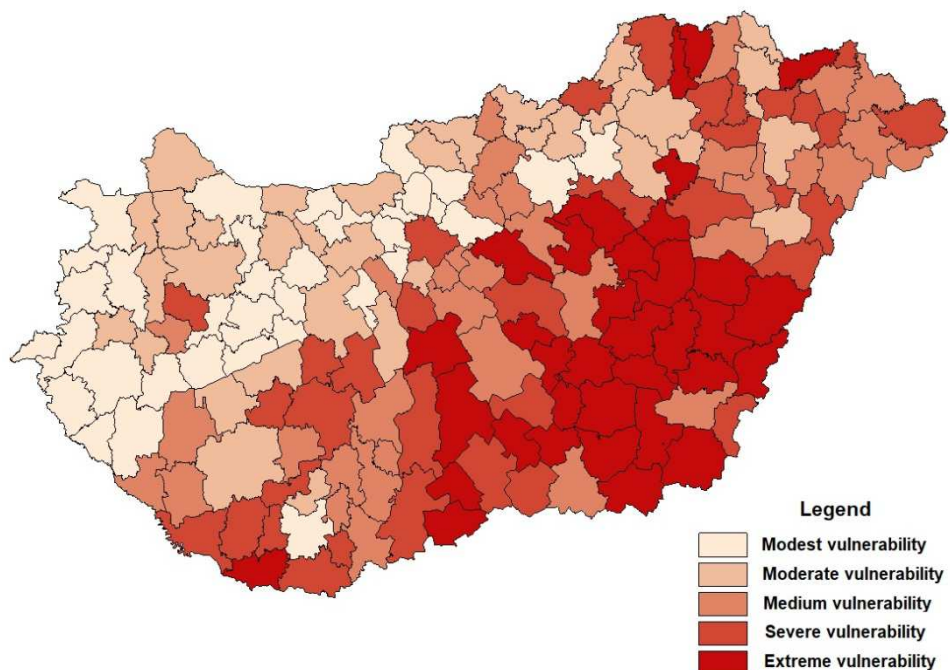 Legend
Modest vulnerability
Moderate vulnerability
Medium vulnerability
Severe vulnerability
Extreme vulnerability